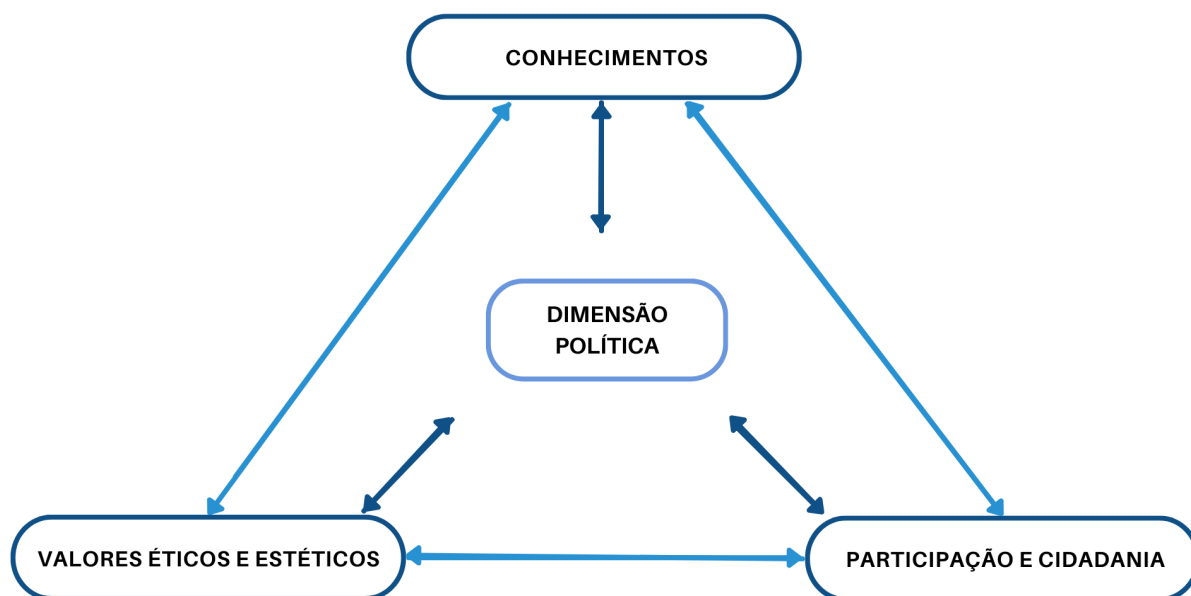 CONHECIMENTOS
DIMENSÃO
POLÍTICA
VALORES ÉTICOS E ESTÉTICOS
PARTICIPAÇÃO E CIDADANIA